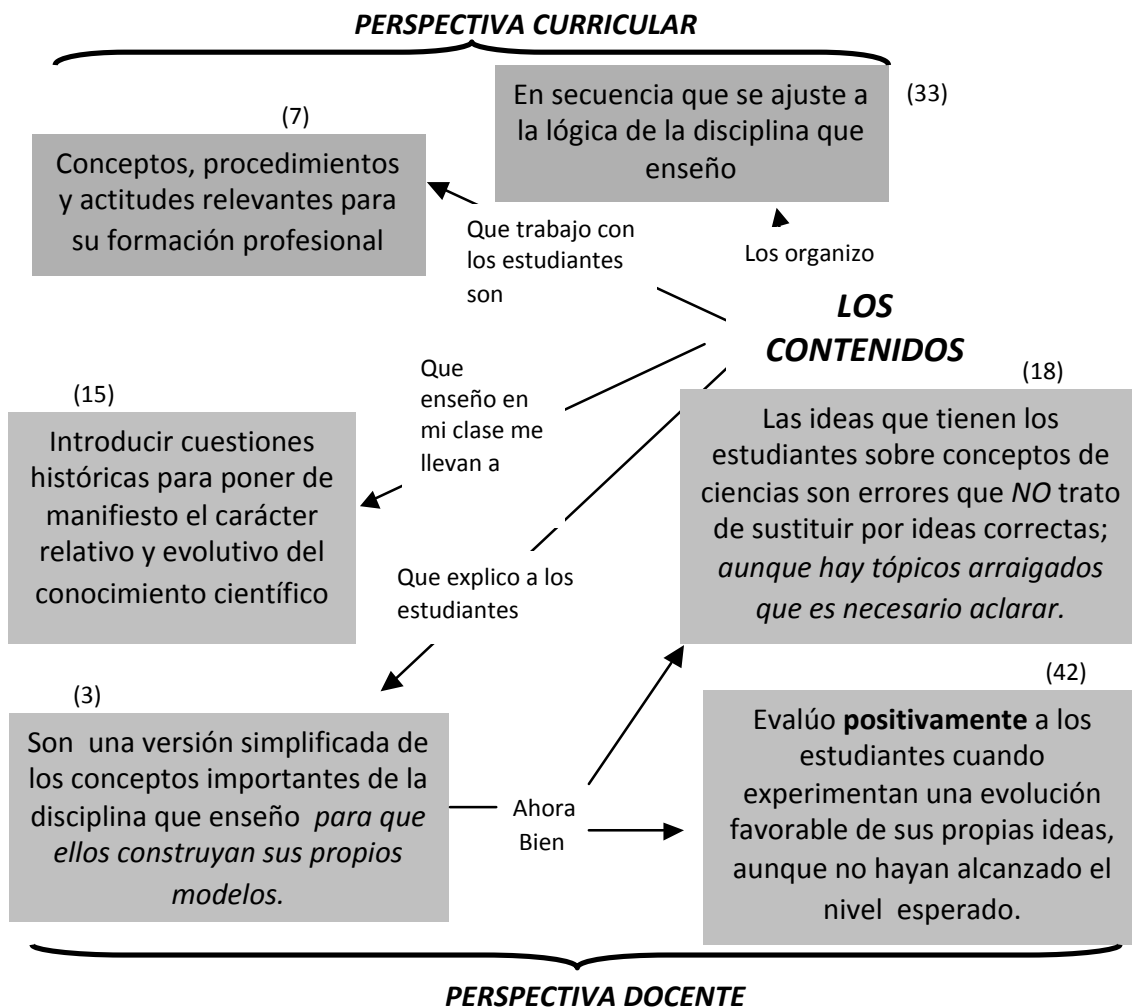 PERSPECTIVA CURRICULAR
(7)
Conceptos, procedimientos
y actitudes relevantes para
su formación profesional
En secuencia que se ajuste a
la lógica de la disciplina que
enseño
(33)
Que trabajo con
los estudiantes
son
Los organizo
LOS
CONTENIDOS
(15)
Introducir cuestiones
históricas para poner de
manifiesto el carácter
relativo y evolutivo del
conocimiento científico
Que
enseño en
mi clase me
llevan a
(18)
Las ideas que tienen los
estudiantes sobre conceptos de
ciencias son errores que NO trato
de sustituir por ideas correctas;
aunque hay tópicos arraigados
que es necesario aclarar.
Que explico a los
estudiantes
(3)
Son una versión simplificada de
los conceptos importantes de la
disciplina que enseño para que
ellos construyan sus propios
modelos.
Ahora
Bien
(42)
Evalúo positivamente a los
estudiantes cuando
experimentan una evolución
favorable de sus propias ideas,
aunque no hayan alcanzado el
nivel esperado.
PERSPECTIVA DOCENTE